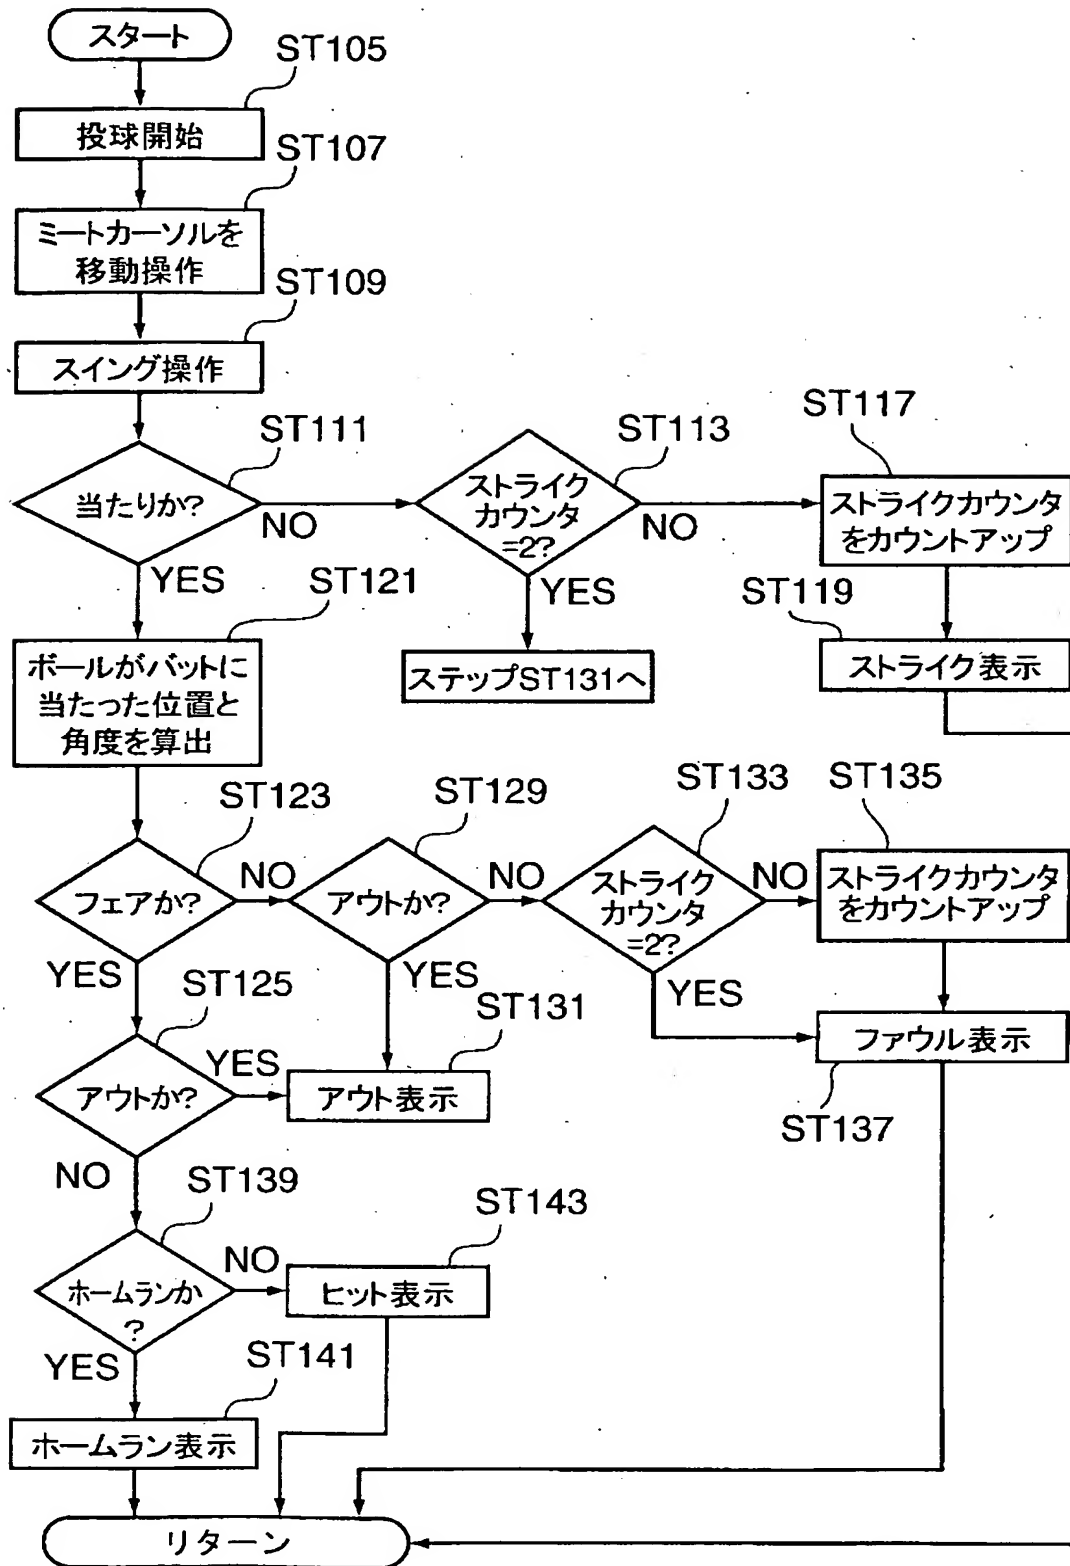 スタート
ST105
投球開始
ST107
ミートカーソルを
移動操作
ST109
スイング操作
ST111
当たりか?
NO
YES
ST113
ストライク
カウンタ
=2?
NO
YES
ステップST131へ
ST117
ストライクカウンタ
をカウントアップ
ST119
ストライク表示
ST121
ボールがバットに
当たった位置と
角度を算出
ST123
フェアか?
NO
YES
ST129
アウトか?
NO
YES
ST133
ストライク
カウンタ
=2?
NO
YES
ST135
ストライクカウンタ
をカウントアップ
ST125
アウトか?
YES
NO
ST131
アウト表示
ファウル表示
ST137
ST139
ホームランか
?
NO
YES
ST143
ヒット表示
ST141
ホームラン表示
リターン